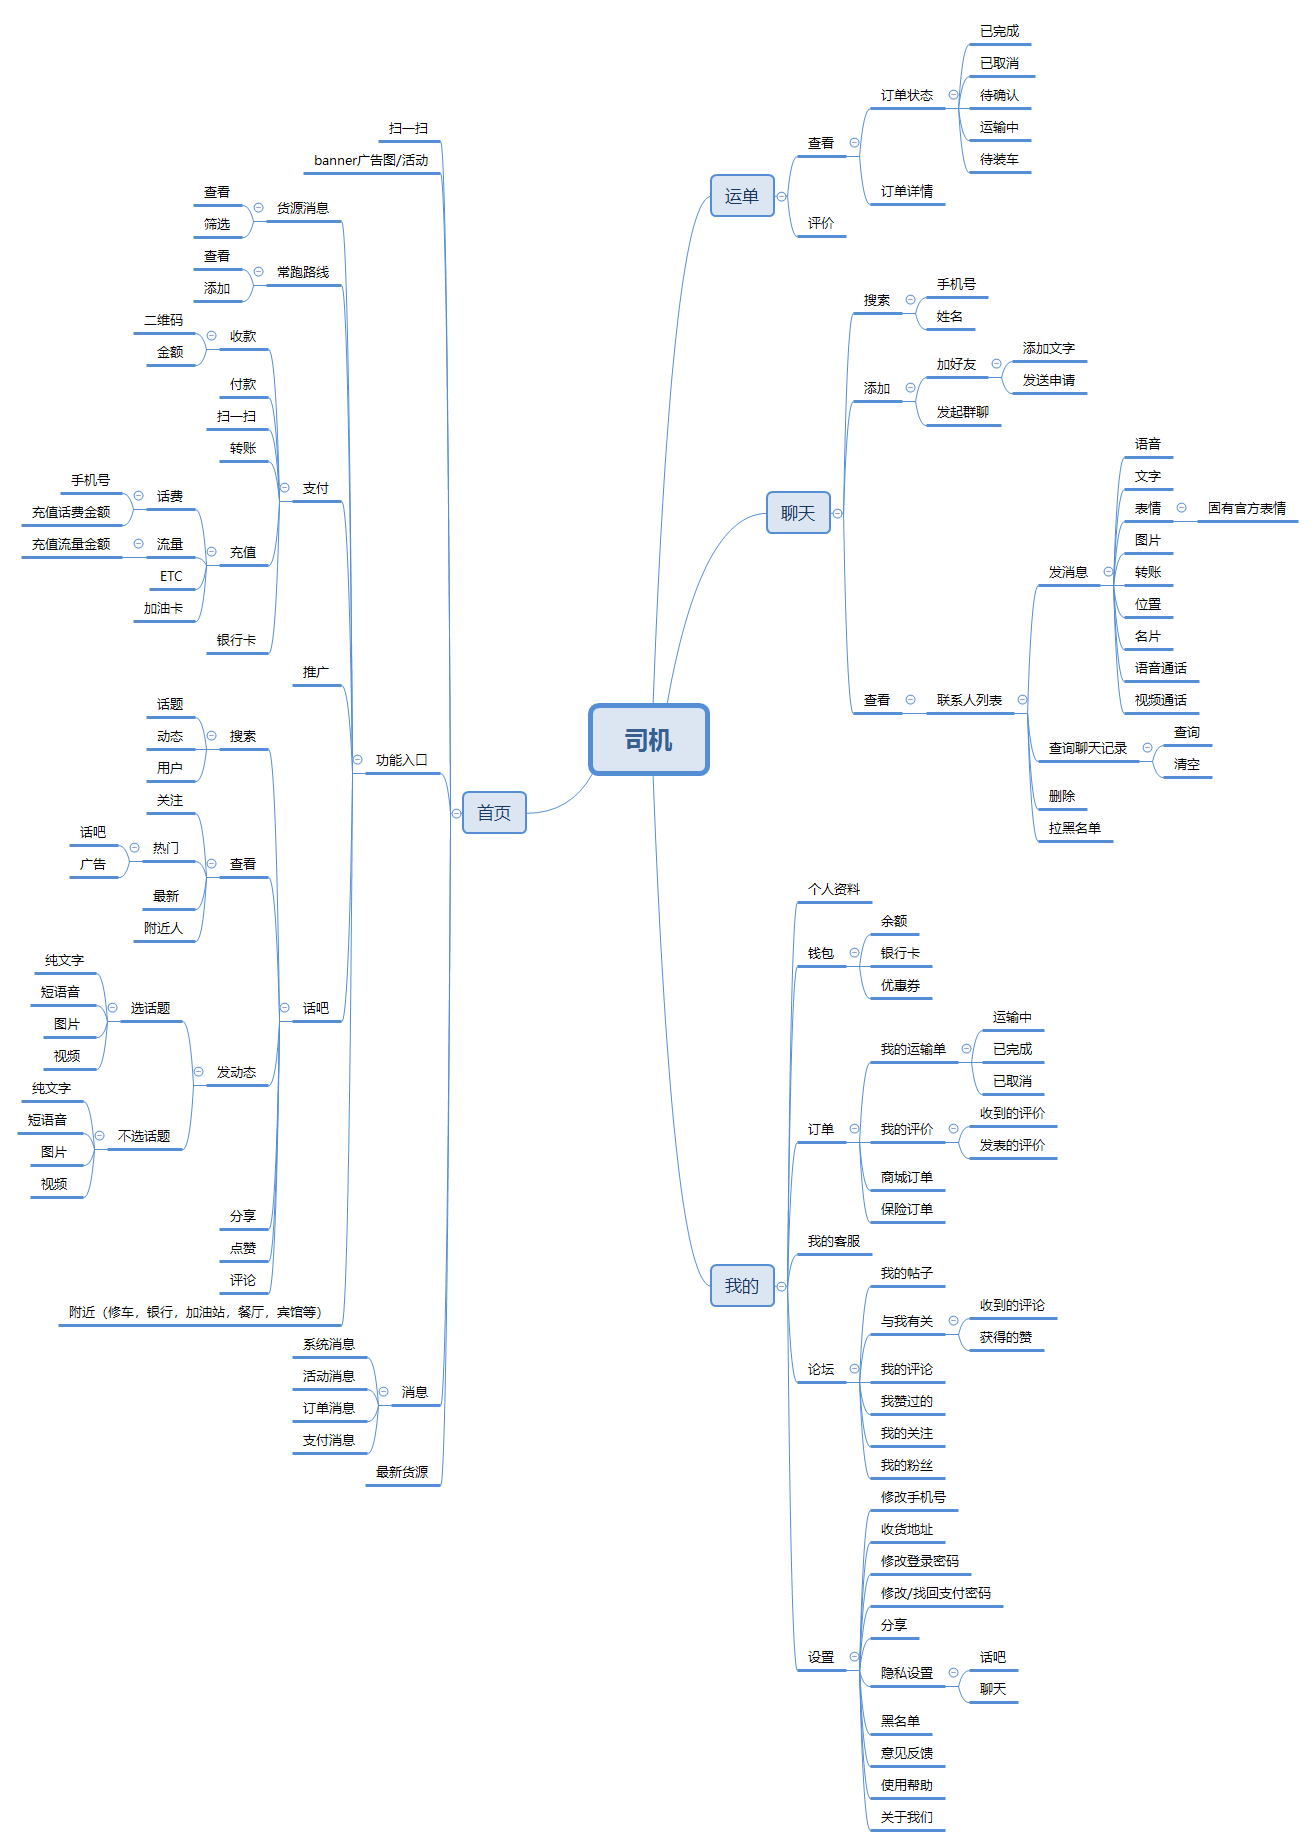 司机
运单
查看
订单状态
已完成
已取消
待确认
运输中
待装车
订单详情
评价
聊天
搜索
手机号
姓名
添加
加好友
添加文字
发送申请
发起群聊
查看
联系人列表
发消息
语音
文字
表情
固有官方表情
图片
转账
位置
名片
语音通话
视频通话
查询聊天记录
查询
清空
删除
拉黑名单
我的
个人资料
钱包
余额
银行卡
优惠券
订单
我的运输单
运输中
已完成
已取消
我的评价
收到的评价
发表的评价
商城订单
保险订单
我的客服
论坛
我的帖子
与我有关
收到的评论
获得的赞
我的评论
我赞过的
我的关注
我的粉丝
设置
修改手机号
收货地址
修改登录密码
修改/找回支付密码
分享
隐私设置
话吧
聊天
黑名单
意见反馈
使用帮助
关于我们
首页
扫一扫
banner广告图/活动
功能入口
货源消息
查看
筛选
常跑路线
查看
添加
支付
收款
二维码
金额
付款
扫一扫
转账
充值
话费
手机号
充值话费金额
流量
充值流量金额
ETC
加油卡
银行卡
推广
话吧
搜索
话题
动态
用户
查看
关注
热门
话吧
广告
最新
附近人
发动态
选话题
纯文字
短语音
图片
视频
不选话题
纯文字
短语音
图片
视频
分享
点赞
评论
附近（修车，银行，加油站，餐厅，宾馆等）
消息
系统消息
活动消息
订单消息
支付消息
最新货源